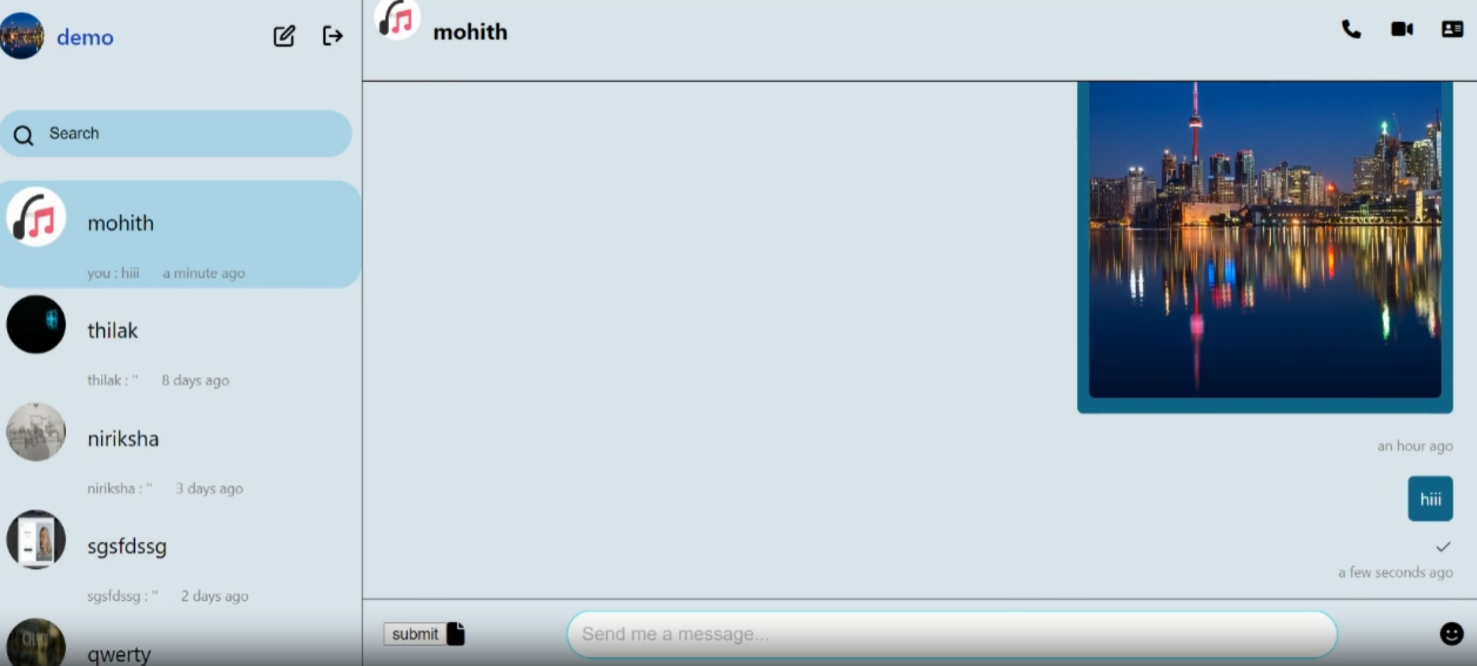 demo
Search
mohith
you : hiii a minute ago
thilak
thilak : '' 8 days ago
niriksha
niriksha : '' 3 days ago
sgsfdssg
sgsfdssg : '' 2 days ago
qwerty
mohith
an hour ago
hiii
a few seconds ago
submit
Send me a message...